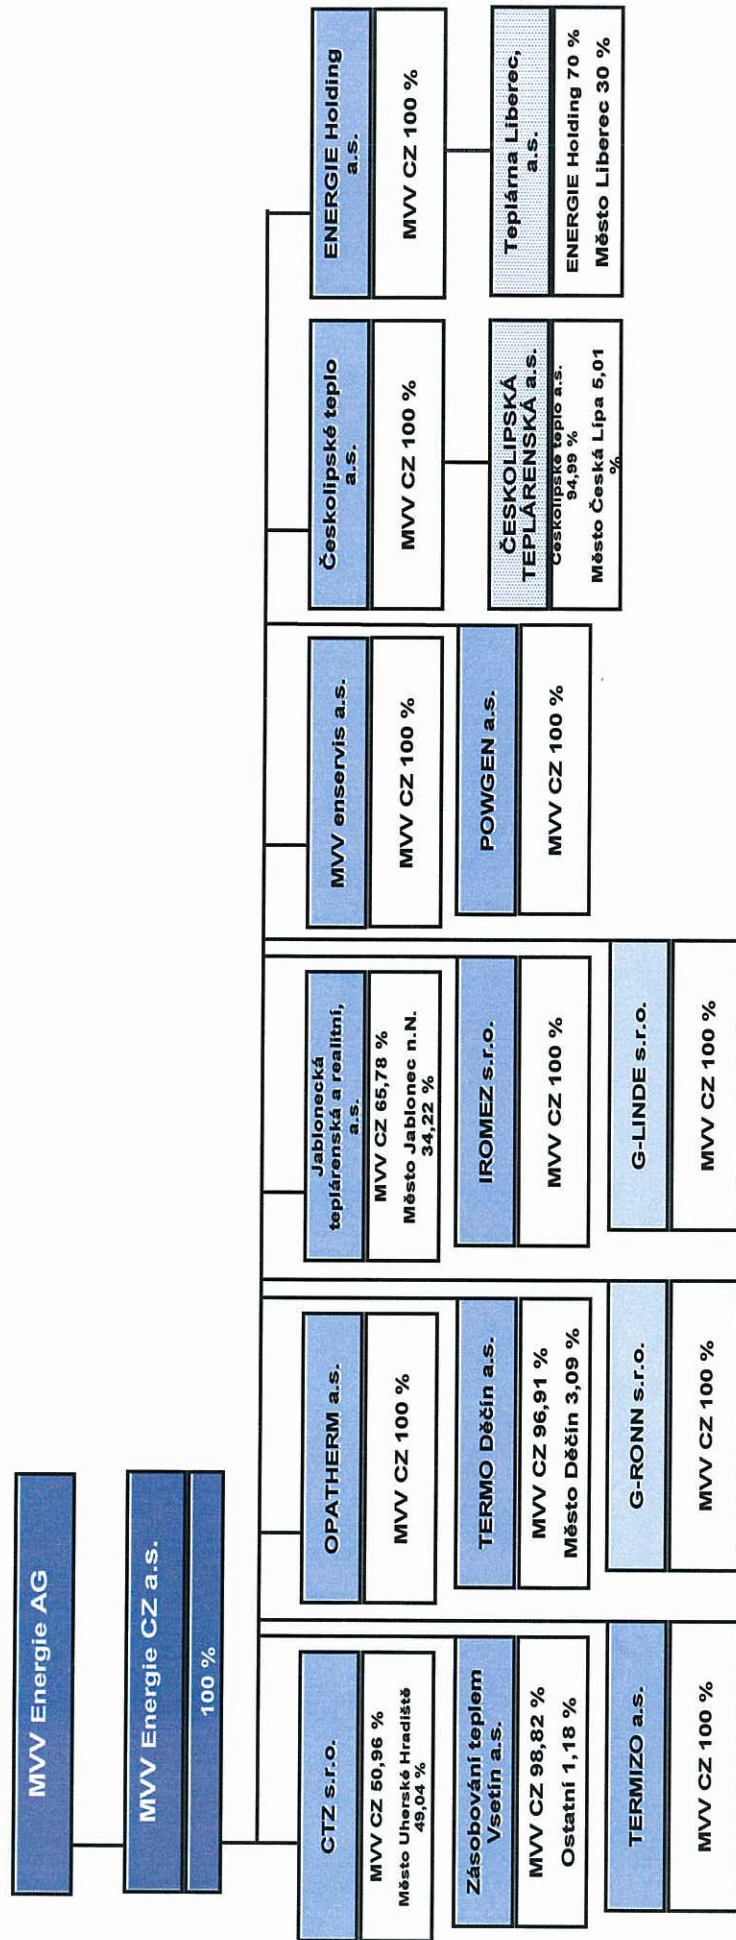 MVV Energie AG
MVV Energie CZ a.s.
100 %
CTZ s.r.o.
MVV CZ 50,96 %
Město Uherské Hradiště
49,04 %
OPATHERM a.s.
MVV CZ 100 %
Jablonecká
teplárenská a realitní,
a.s.
MVV CZ 65,78 %
Město Jablonec n.N.
34,22 %
MVV enservis a.s.
MVV CZ 100 %
Českolipské teplo
a.s.
MVV CZ 100 %
ENERGIE Holding
a.s.
MVV CZ 100 %
Zásobování teplem
Vsetín a.s.
MVV CZ 98,82 %
Ostatní 1,18 %
TERMO Děčín a.s.
MVV CZ 96,91 %
Město Děčín 3,09 %
IROMEZ s.r.o.
MVV CZ 100 %
POWGEN a.s.
MVV CZ 100 %
ČESKOLIPSKÁ
TEPLÁRENSKÁ a.s.
Českolipské teplo a.s.
94,99 %
Město Česká Lípa 5,01
%
Teplárna Liberec,
a.s.
ENERGIE Holding 70 %
Město Liberec 30 %
TERMIZO a.s.
MVV CZ 100 %
G-RONN s.r.o.
MVV CZ 100 %
G-LINDE s.r.o.
MVV CZ 100 %